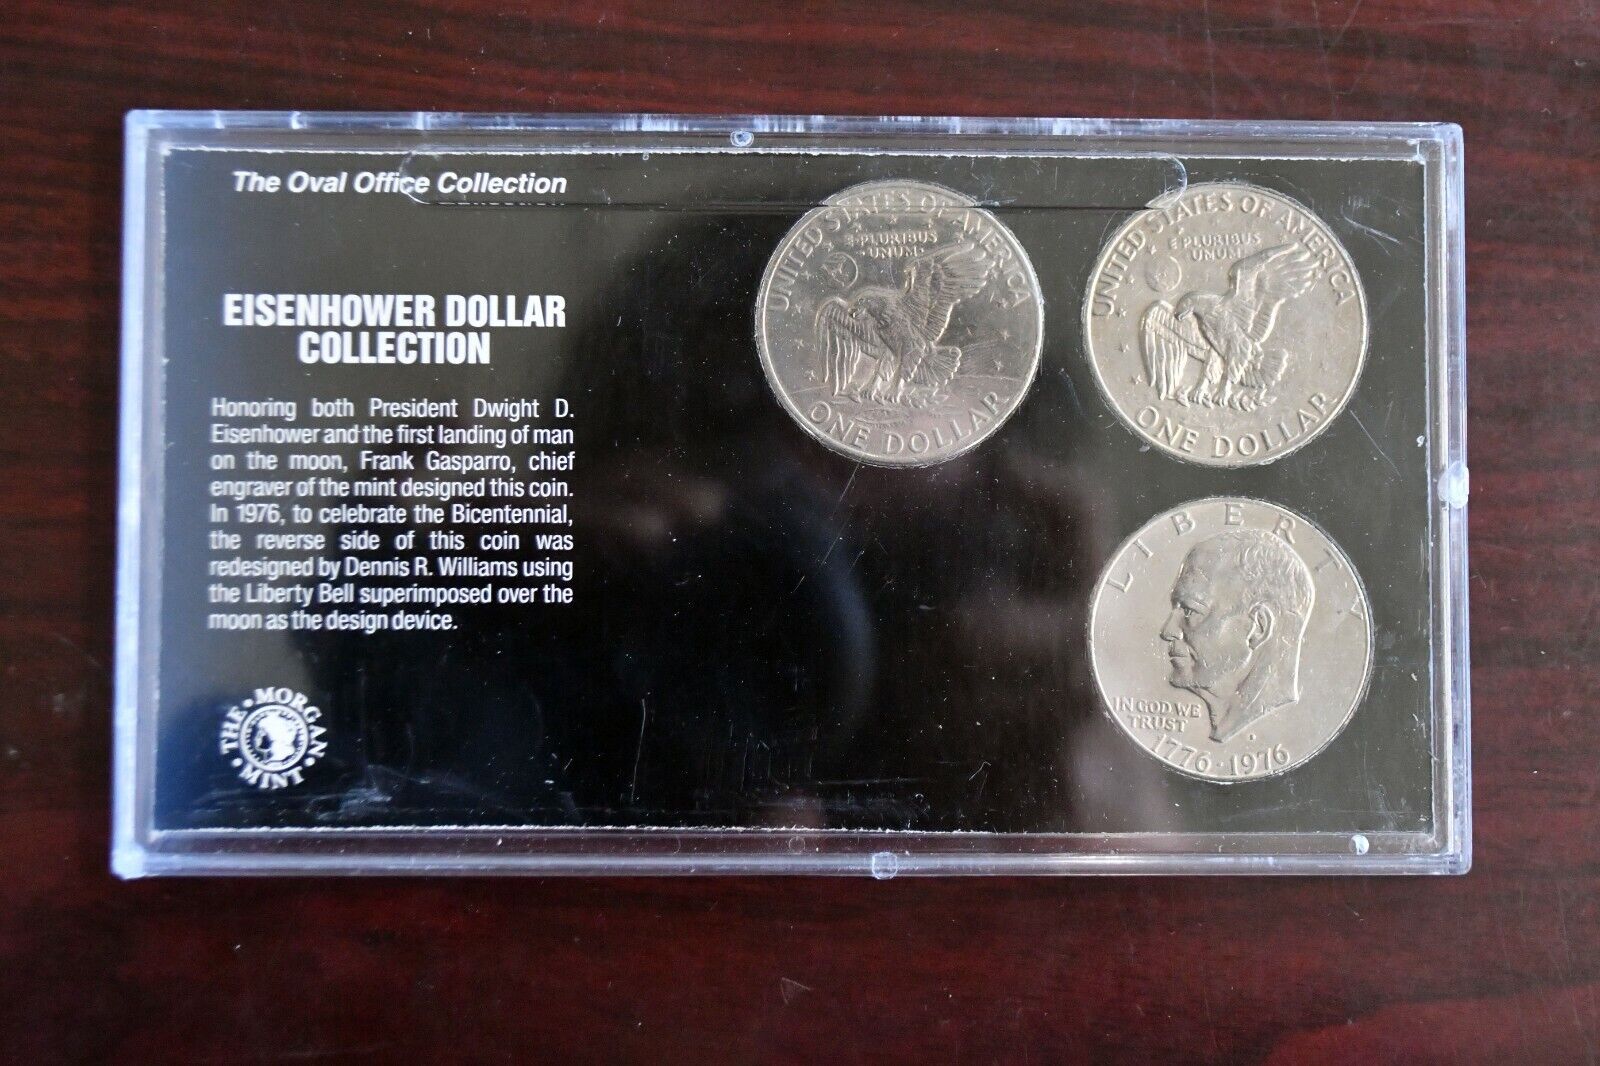 The Oval Office Collection
EISENHOWER DOLLAR
COLLECTION
Honoring both President Dwight D.
Eisenhower and the first landing of man
on the moon, Frank Gasparro, chief
engraver of the mint designed this coin.
In 1976, to celebrate the Bicentennial,
the reverse side of this coin was
redesigned by Dennis R. Williams using
the Liberty Bell superimposed over the
moon as the design device.
THE MORGAN MINT
UNITED STATES OF AMERICA
E·PLURIBUS
·UNUM·
ONE DOLLAR
UNITED STATES OF AMERICA
E·PLURIBUS
UNUM·
ONE DOLLAR
LIBERTY
IN GOD WE
TRUST
1776·1976